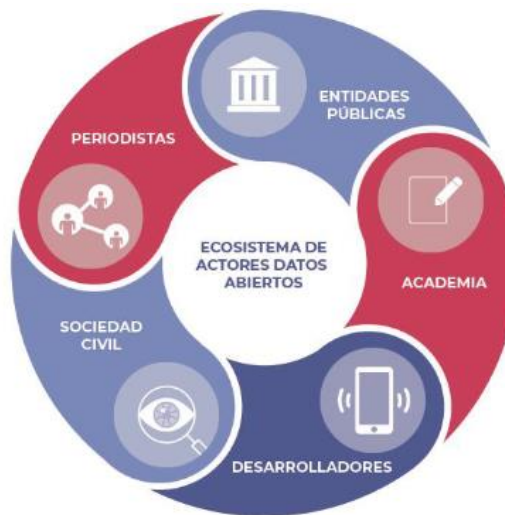 ENTIDADES
PÚBLICAS
PERIODISTAS
ECOSISTEMA DE
ACTORES DATOS
ABIERTOS
ACADEMIA
SOCIEDAD
CIVIL
DESARROLLADORES